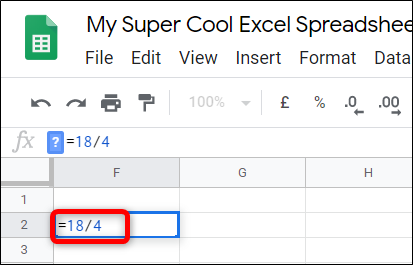 My Super Cool Excel Spreadshee
File Edit View Insert Format Data
100% £ % .0 .00
fx ? =18/4
F G H
1
2 =18/4
3